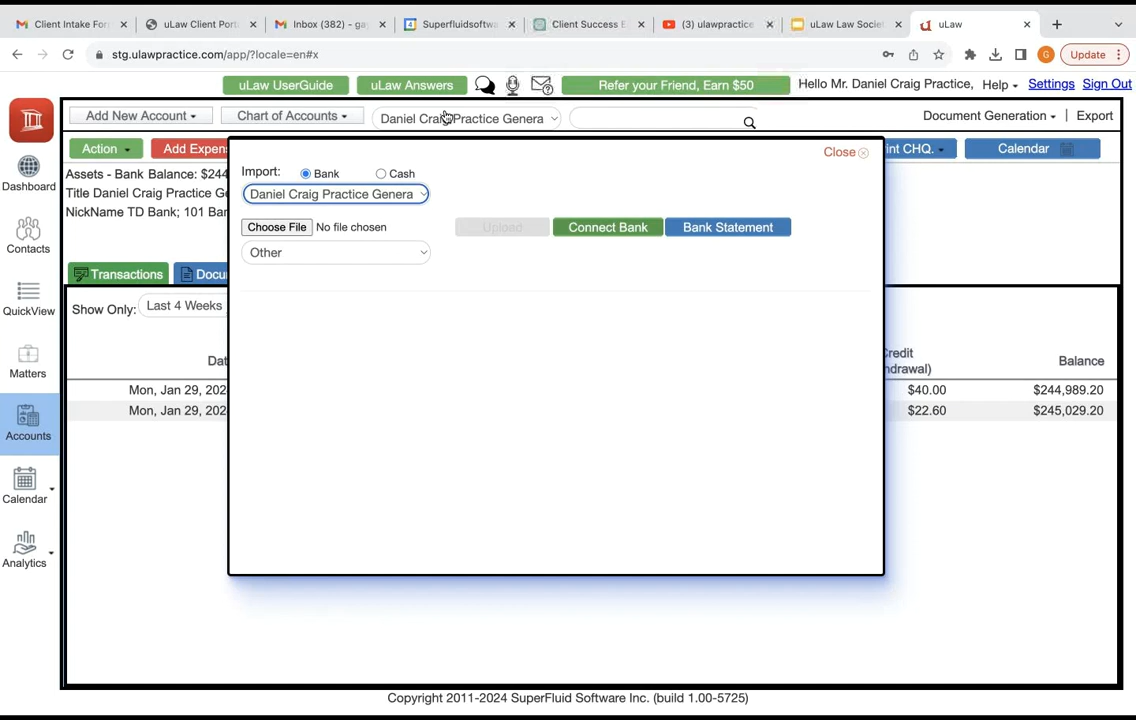 Client Intake For
uLaw Client Port
Inbox (382) - ga
Superfluidsoftwa
Client Success E
(3) ulawpractice
uLaw Law Societ
uLaw
stg.ulawpractice.com/app/?locale=en#x
G
Update
uLaw UserGuide
uLaw Answers
Refer your Friend, Earn $50
Hello Mr. Daniel Craig Practice,
Help
Settings
Sign Out
Add New Account
Chart of Accounts
Daniel Craig Practice Genera
Document Generation
|
Export
Action
Add Expen
int CHQ.
Calendar
Assets - Bank Balance: $244
Title Daniel Craig Practice Ge
NickName TD Bank; 101 Ban
Close
Import:
Bank
Cash
Daniel Craig Practice Genera
Choose File
No file chosen
Upload
Connect Bank
Bank Statement
Other
Transactions
Docu
Show Only:
Last 4 Weeks
Dat
Credit
hdrawal)
Balance
Mon, Jan 29, 202
$40.00
$244,989.20
Mon, Jan 29, 202
$22.60
$245,029.20
Dashboard
Contacts
QuickView
Matters
Accounts
Calendar
Analytics
Copyright 2011-2024 SuperFluid Software Inc. (build 1.00-5725)